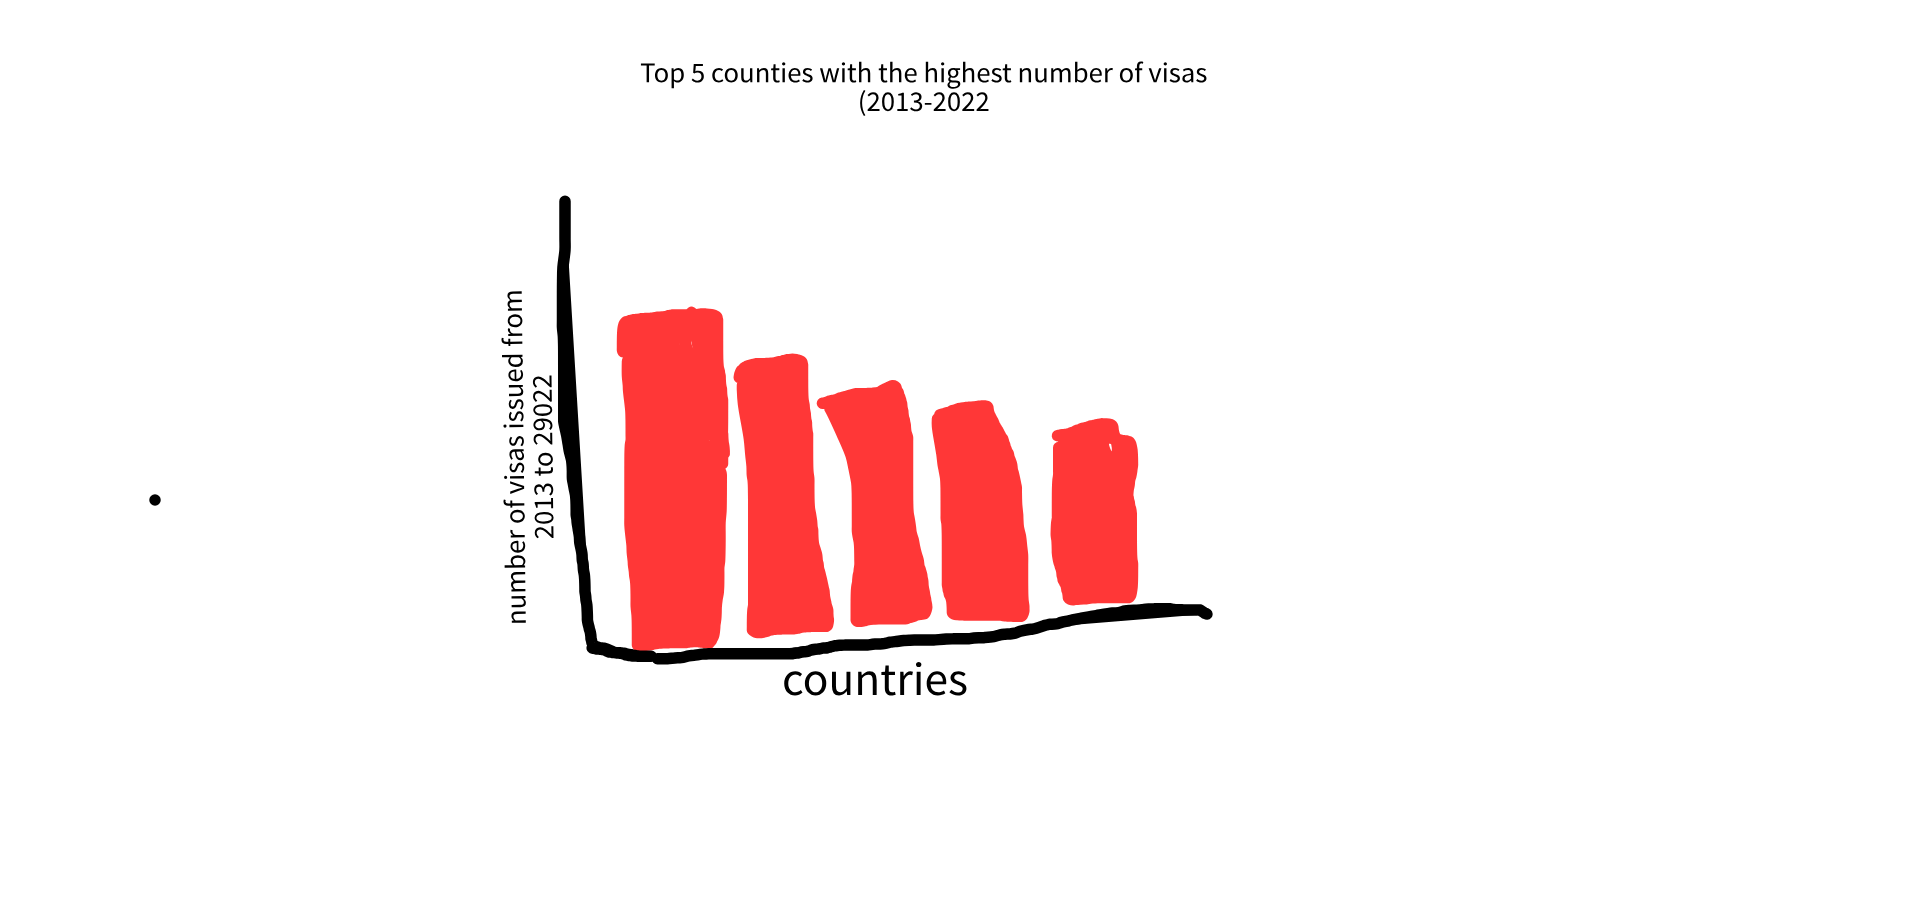 Top 5 counties with the highest number of visas
(2013-2022
number of visas issued from
2013 to 29022
countries